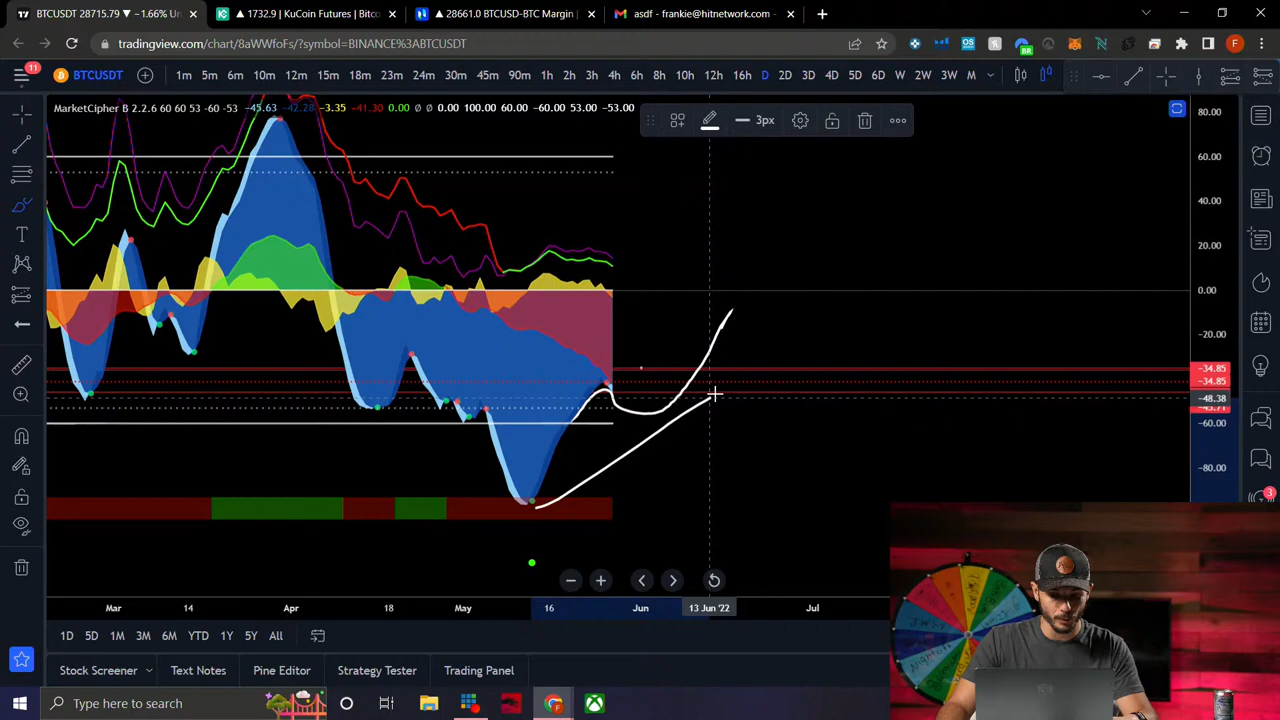 BTCUSDT 28715.79 ▼ −1.66% Un
▲ 1732.9 | KuCoin Futures | Bitco
▲ 28661.0 BTCUSD-BTC Margin |
asdf - frankie@hitnetwork.com -
tradingview.com/chart/8aWWfoFs/?symbol=BINANCE%3ABTCUSDT
BR
F
11
BTCUSDT 1m 5m 6m 10m 12m 15m 18m 23m 24m 30m 45m 90m 1h 2h 3h 4h 6h 8h 10h 12h 16h D 2D 3D 4D 5D 6D W 2W 3W M
MarketCipher B 2.2.6 60 60 53 -60 -53 −45.63 −42.28 −3.35 −41.30 0.00 Ø Ø 0.00 100.00 60.00 −60.00 53.00 −53.00
3px
80.00
60.00
40.00
20.00
0.00
−20.00
−34.85
−34.85
−48.38
−60.00
−80.00
3
Mar 14 Apr 18 May 16 Jun 13 Jun '22 Jul
1D 5D 1M 3M 6M YTD 1Y 5Y All
Stock Screener Text Notes Pine Editor Strategy Tester Trading Panel
Type here to search